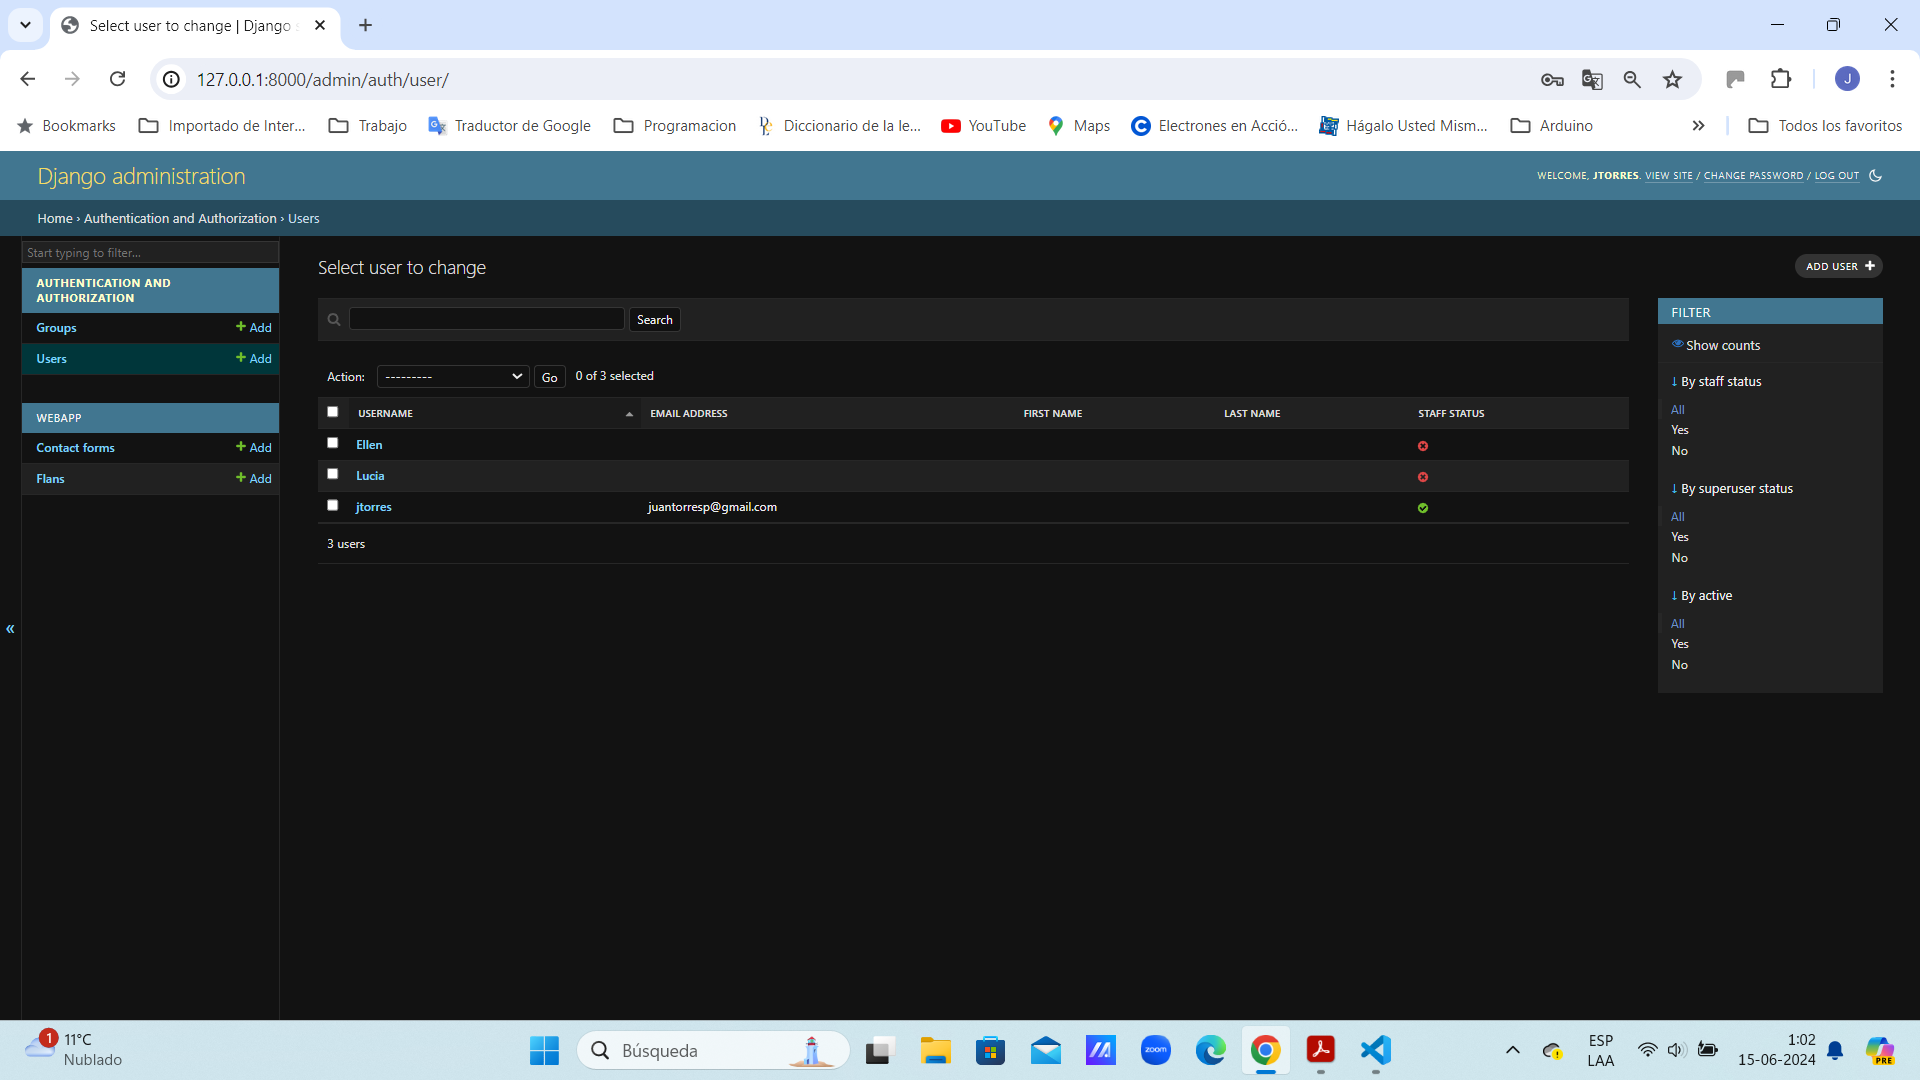 Select user to change | Django
127.0.0.1:8000/admin/auth/user/
J
Bookmarks
Importado de Inter...
Trabajo
Traductor de Google
Programacion
Diccionario de la le...
YouTube
Maps
Electrones en Acció...
Hágalo Usted Mism...
Arduino
Todos los favoritos
Django administration
WELCOME, JTORRES. VIEW SITE / CHANGE PASSWORD / LOG OUT
Home › Authentication and Authorization › Users
Start typing to filter...
AUTHENTICATION AND
AUTHORIZATION
Groups
Add
Users
Add
WEBAPP
Contact forms
Add
Flans
Add
«
Select user to change
ADD USER +
Search
Action: --------- Go 0 of 3 selected
USERNAME EMAIL ADDRESS FIRST NAME LAST NAME STAFF STATUS
Ellen
Lucia
jtorres juantorresp@gmail.com
3 users
FILTER
Show counts
↓ By staff status
All
Yes
No
↓ By superuser status
All
Yes
No
↓ By active
All
Yes
No
1
11°C
Nublado
Búsqueda
zoom
ESP
LAA
1:02
15-06-2024
PRE